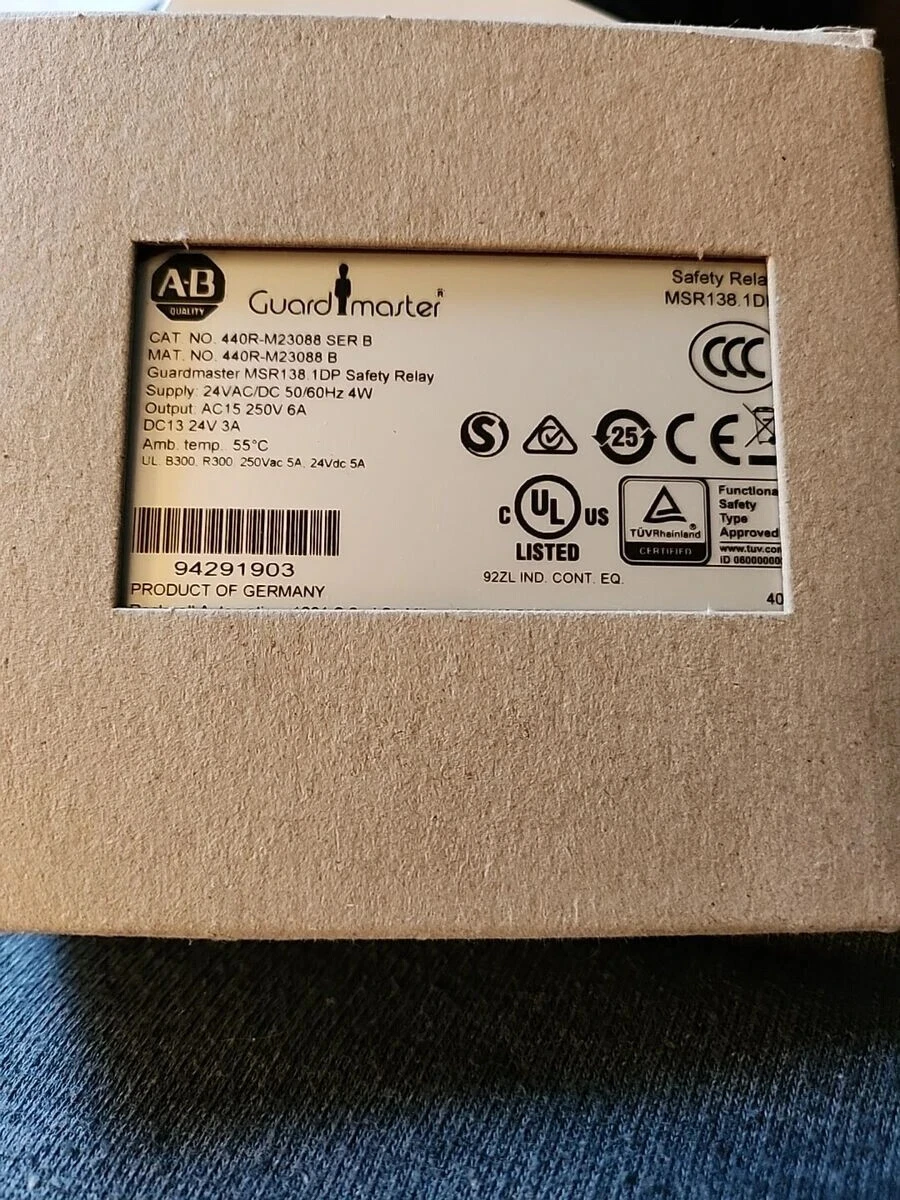 A-B
QUALITY
Guardmaster®
CAT. NO. 440R-M23088 SER B
MAT. NO. 440R-M23088 B
Guardmaster MSR138.1DP Safety Relay
Supply: 24VAC/DC 50/60Hz 4W
Output: AC15 250V 6A
DC13 24V 3A
Amb. temp. 55°C
UL: B300, R300, 250Vac 5A, 24Vdc 5A
94291903
PRODUCT OF GERMANY
Safety Rela
MSR138.1D
CCC
S
25
CE
C UL US
LISTED
92ZL IND. CONT. EQ.
TÜVRheinland®
CERTIFIED
Functiona
Safety
Type
Approved
www.tuv.co
ID 060000000
40